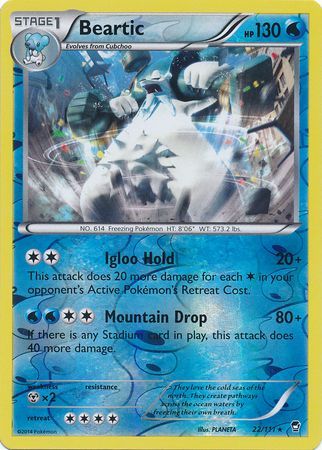 STAGE1
Beartic
HP 130
Evolves from Cubchoo
NO. 614 Freezing Pokémon HT: 8'06" WT: 573.2 lbs.
Igloo Hold 20+
This attack does 20 more damage for each in your
opponent's Active Pokémon's Retreat Cost.
Mountain Drop 80+
If there is any Stadium card in play, this attack does
40 more damage.
weakness resistance
×2
retreat
They love the cold seas of the
north. They create pathways across
the ocean waters by
freezing their own breath.
©2014 Pokémon
Illus. PLANETA
22/111 ★